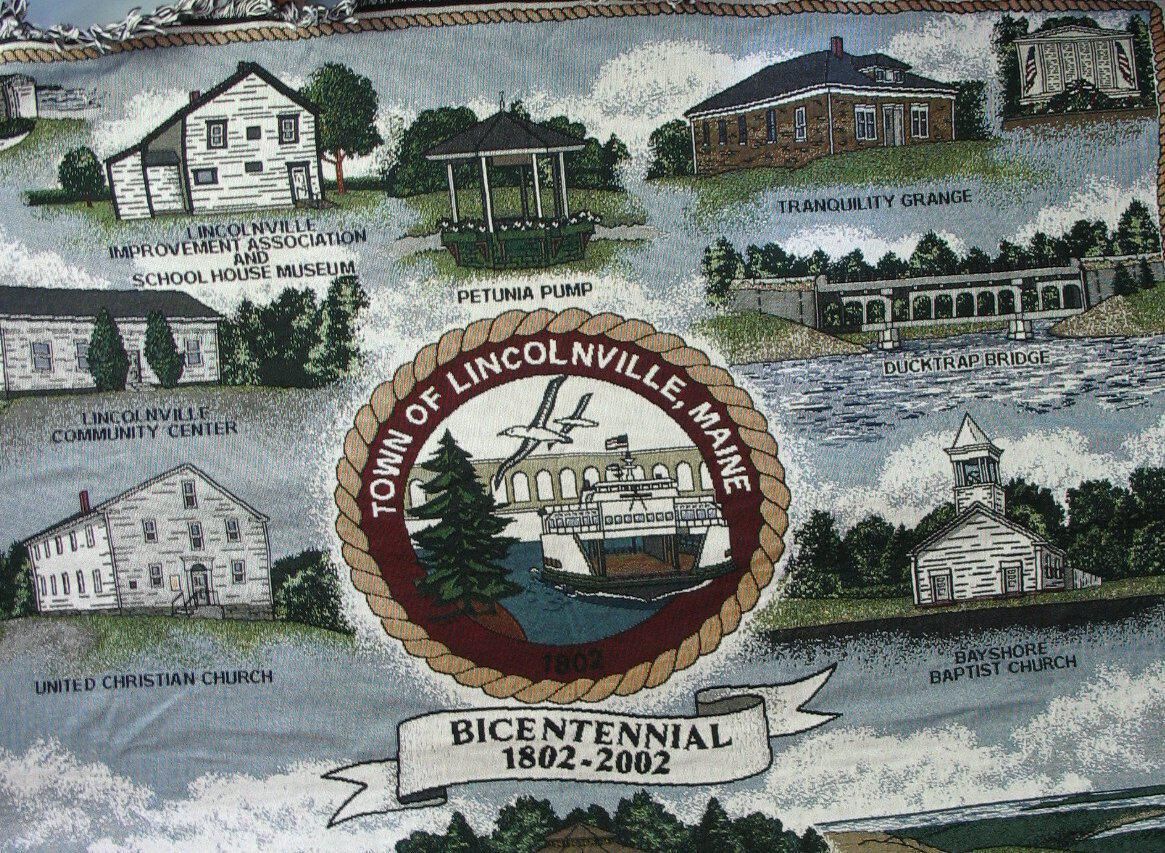 LINCOLNVILLE
IMPROVEMENT ASSOCIATION
AND
SCHOOL HOUSE MUSEUM
PETUNIA PUMP
TRANQUILITY GRANGE
DUCKTRAP BRIDGE
LINCOLNVILLE
COMMUNITY CENTER
TOWN OF LINCOLNVILLE, MAINE
1802
UNITED CHRISTIAN CHURCH
BAYSHORE
BAPTIST CHURCH
BICENTENNIAL
1802-2002